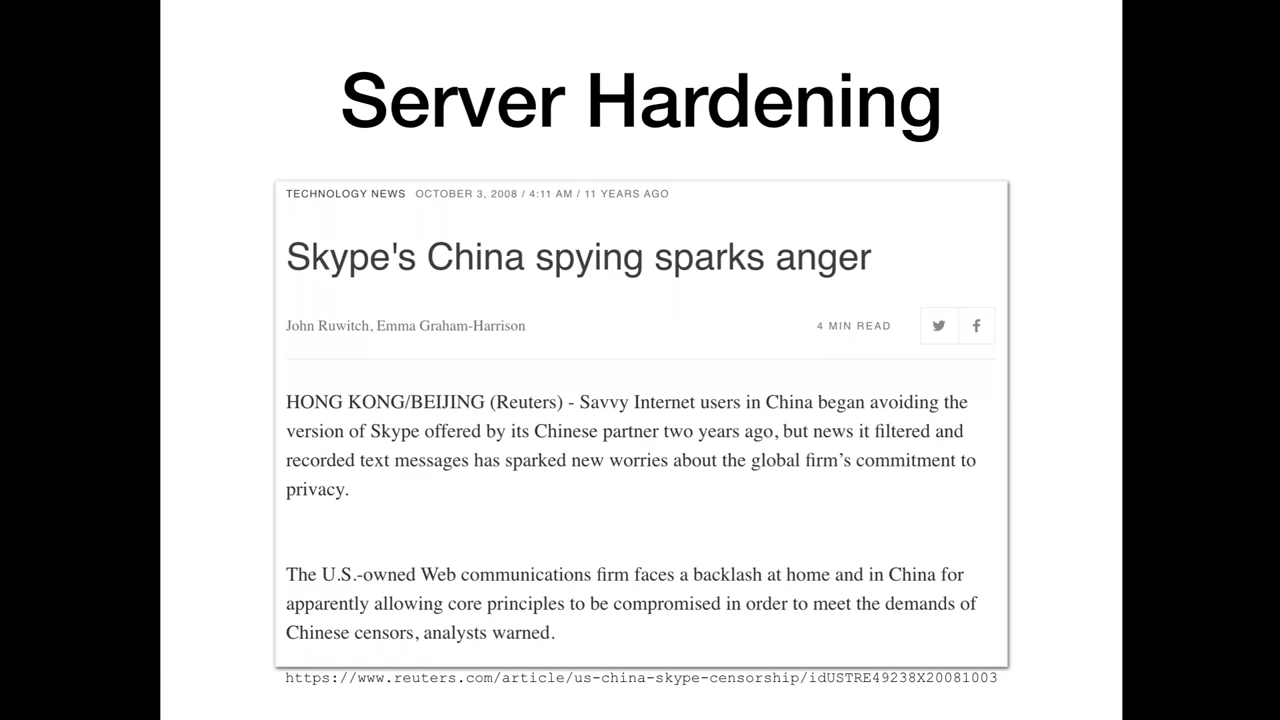 Server Hardening
TECHNOLOGY NEWS OCTOBER 3, 2008 / 4:11 AM / 11 YEARS AGO
Skype's China spying sparks anger
John Ruwitch, Emma Graham-Harrison 4 MIN READ
HONG KONG/BEIJING (Reuters) - Savvy Internet users in China began avoiding the
version of Skype offered by its Chinese partner two years ago, but news it filtered and
recorded text messages has sparked new worries about the global firm’s commitment to
privacy.
The U.S.-owned Web communications firm faces a backlash at home and in China for
apparently allowing core principles to be compromised in order to meet the demands of
Chinese censors, analysts warned.
https://www.reuters.com/article/us-china-skype-censorship/idUSTRE49238X20081003